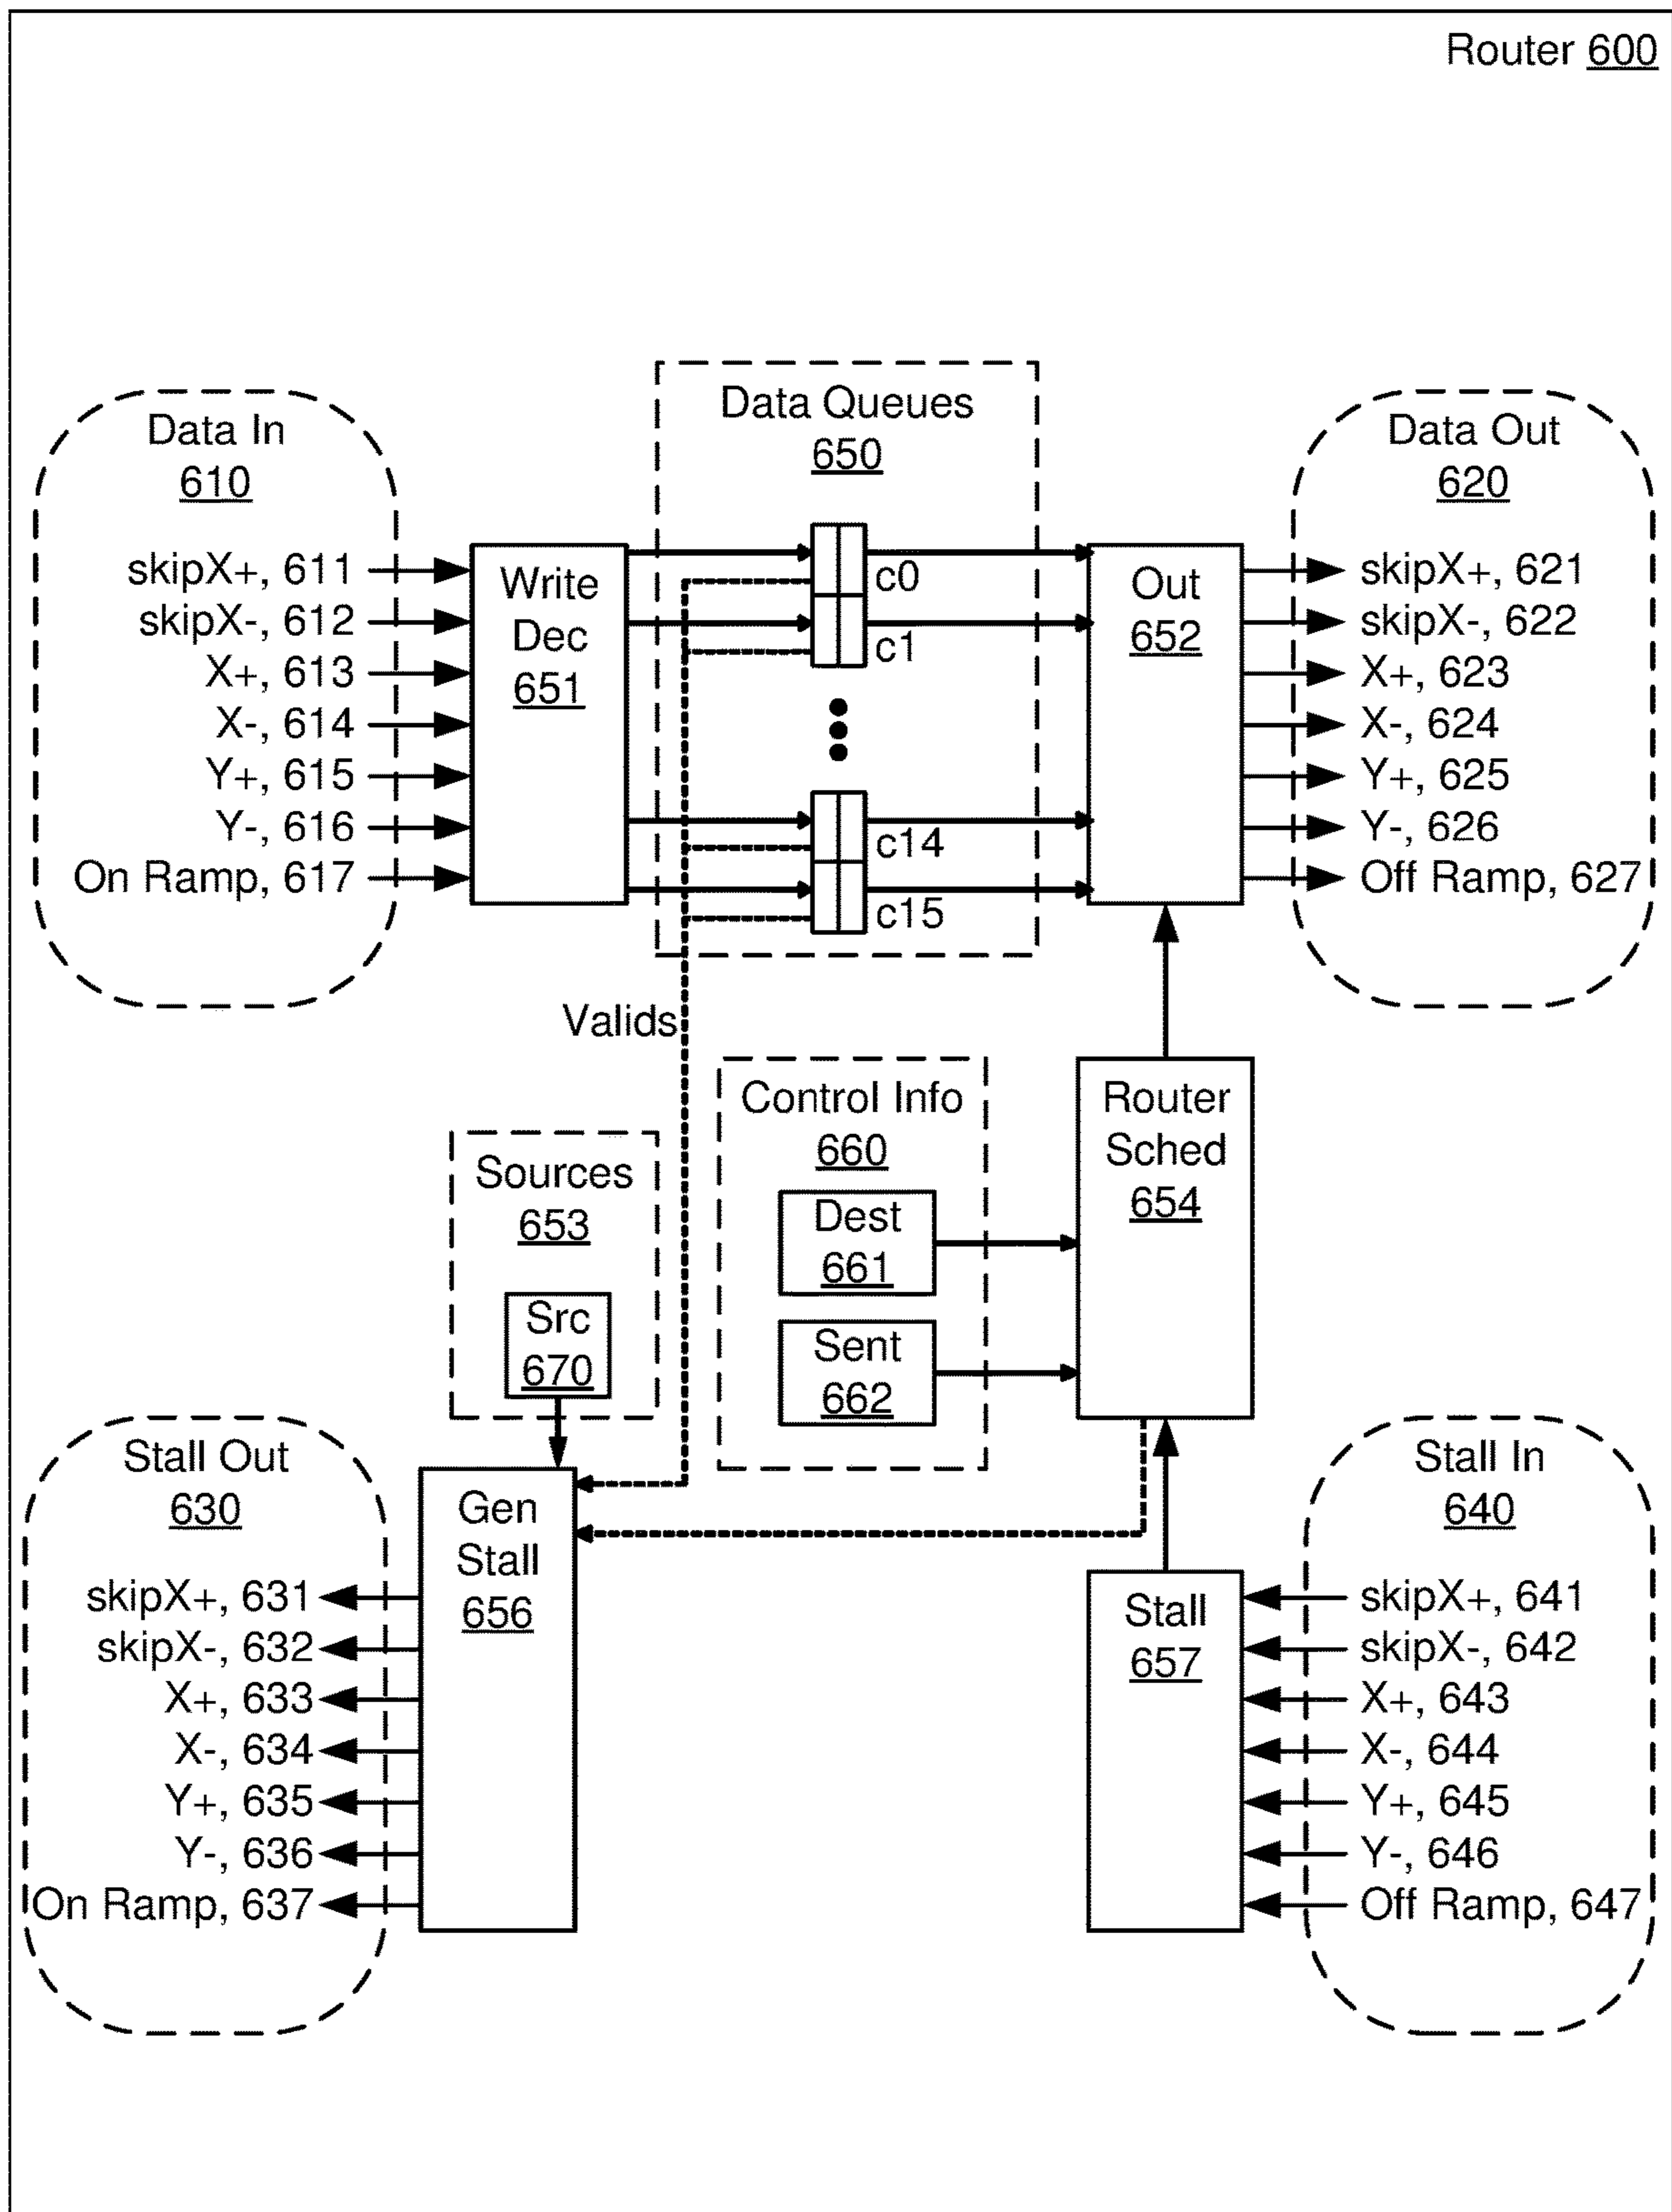 Router 600
Data In
610
skipX+, 611
skipX-, 612
X+, 613
X-, 614
Y+, 615
Y-, 616
On Ramp, 617
Write
Dec
651
Data Queues
650
c0
c1
c14
c15
Out
652
Data Out
620
skipX+, 621
skipX-, 622
X+, 623
X-, 624
Y+, 625
Y-, 626
Off Ramp, 627
Valids
Sources
653
Src
670
Control Info
660
Dest
661
Sent
662
Router
Sched
654
Stall Out
630
skipX+, 631
skipX-, 632
X+, 633
X-, 634
Y+, 635
Y-, 636
On Ramp, 637
Gen
Stall
656
Stall
657
Stall In
640
skipX+, 641
skipX-, 642
X+, 643
X-, 644
Y+, 645
Y-, 646
Off Ramp, 647